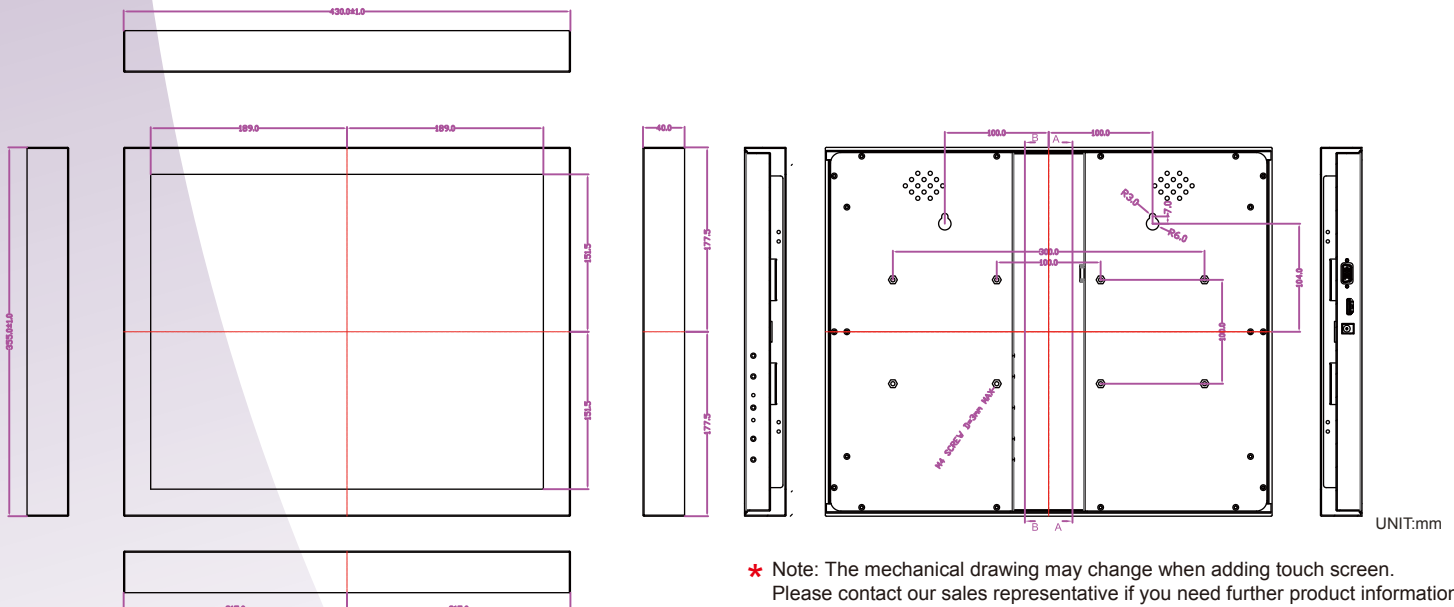 430.0±1.0
189.0 189.0
40.0
100.0 100.0
B A
R3.0
7.0
R6.0
151.5
177.5
300.0
100.0
104.0
355.0±1.0
100.0
151.5
177.5
M4 SCREW D=3mm MAX
B A
UNIT:mm
* Note: The mechanical drawing may change when adding touch screen.
Please contact our sales representative if you need further product information